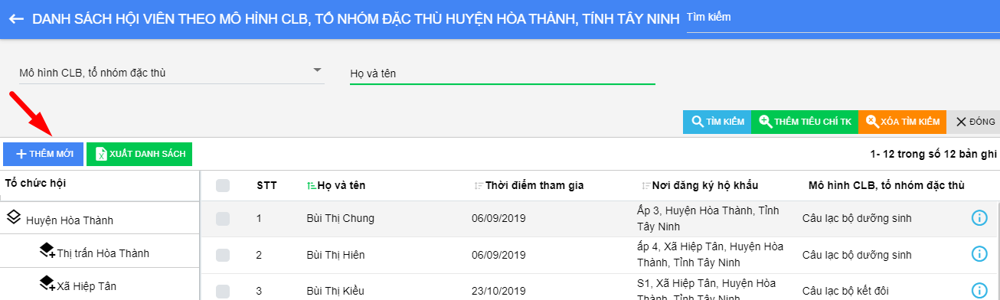 DANH SÁCH HỘI VIÊN THEO MÔ HÌNH CLB, TỔ NHÓM ĐẶC THÙ HUYỆN HÒA THÀNH, TỈNH TÂY NINH Tìm kiếm
Mô hình CLB, tổ nhóm đặc thù Họ và tên
TÌM KIẾM THÊM TIÊU CHÍ TK XÓA TÌM KIẾM ĐÓNG
THÊM MỚI XUẤT DANH SÁCH 1- 12 trong số 12 bản ghi
Tổ chức hội STT Họ và tên Thời điểm tham gia Nơi đăng ký hộ khẩu Mô hình CLB, tổ nhóm đặc thù
Huyện Hòa Thành 1 Bùi Thị Chung 06/09/2019 Ấp 3, Huyện Hòa Thành, Tỉnh Câu lạc bộ dưỡng sinh
Tây Ninh
Thị trấn Hòa Thành 2 Bùi Thị Hiên 06/09/2019 ấp 4, Xã Hiệp Tân, Huyện Hòa Câu lạc bộ dưỡng sinh
Thành, Tỉnh Tây Ninh
Xã Hiệp Tân 3 Bùi Thị Kiều 23/10/2019 S1, Xã Hiệp Tân, Huyện Hòa Câu lạc bộ kết đôi
Thành, Tỉnh Tây Ninh